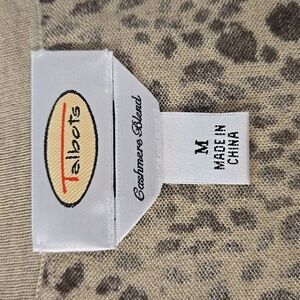 Talbots
Cashmere Blend
M
MADE IN
CHINA